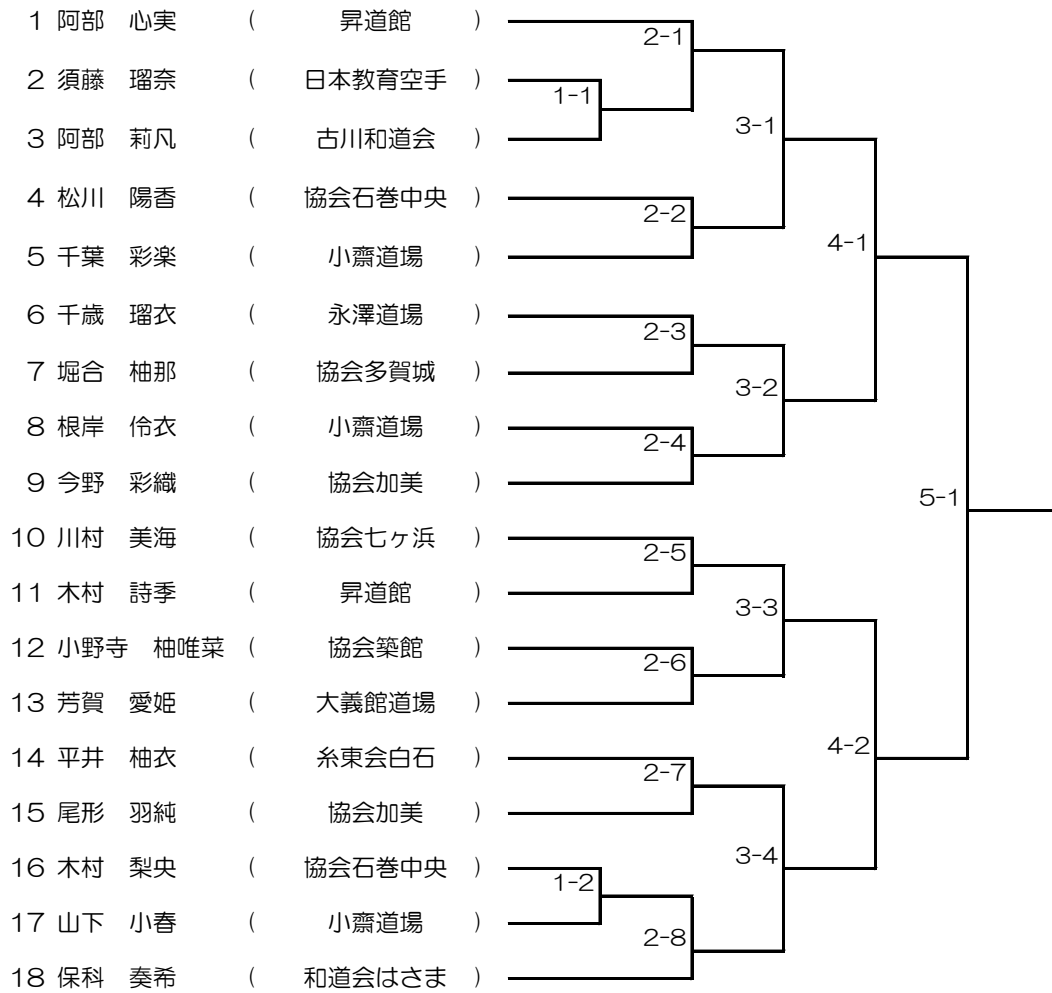 1 阿部 心実 ( 昇道館 )
2-1
2 須藤 瑠奈 ( 日本教育空手 )
1-1
3-1
3 阿部 莉凡 ( 古川和道会 )
4 松川 陽香 ( 協会石巻中央 )
2-2
4-1
5 千葉 彩楽 ( 小齋道場 )
6 千歳 瑠衣 ( 永澤道場 )
2-3
7 堀合 柚那 ( 協会多賀城 )
3-2
8 根岸 伶衣 ( 小齋道場 )
2-4
9 今野 彩織 ( 協会加美 )
5-1
10 川村 美海 ( 協会七ヶ浜 )
2-5
11 木村 詩季 ( 昇道館 )
3-3
12 小野寺 柚唯菜 ( 協会築館 )
2-6
13 芳賀 愛姫 ( 大義館道場 )
4-2
14 平井 柚衣 ( 糸東会白石 )
2-7
15 尾形 羽純 ( 協会加美 )
3-4
16 木村 梨央 ( 協会石巻中央 )
1-2
17 山下 小春 ( 小齋道場 )
2-8
18 保科 奏希 ( 和道会はさま )